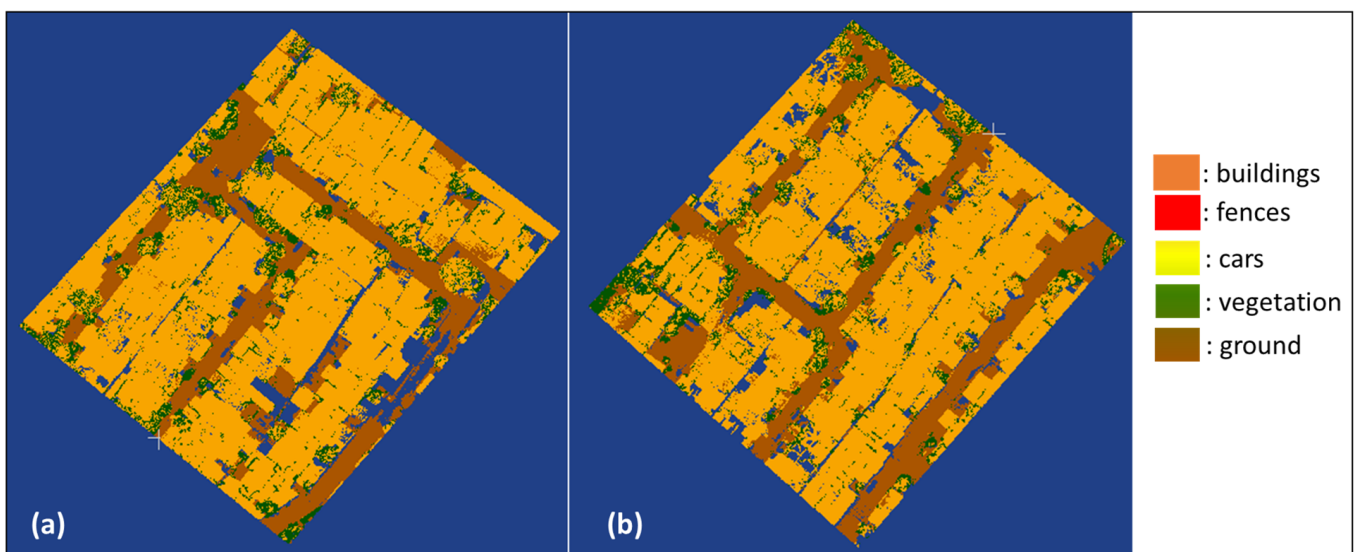 (a)
(b)
: buildings
: fences
: cars
: vegetation
: ground